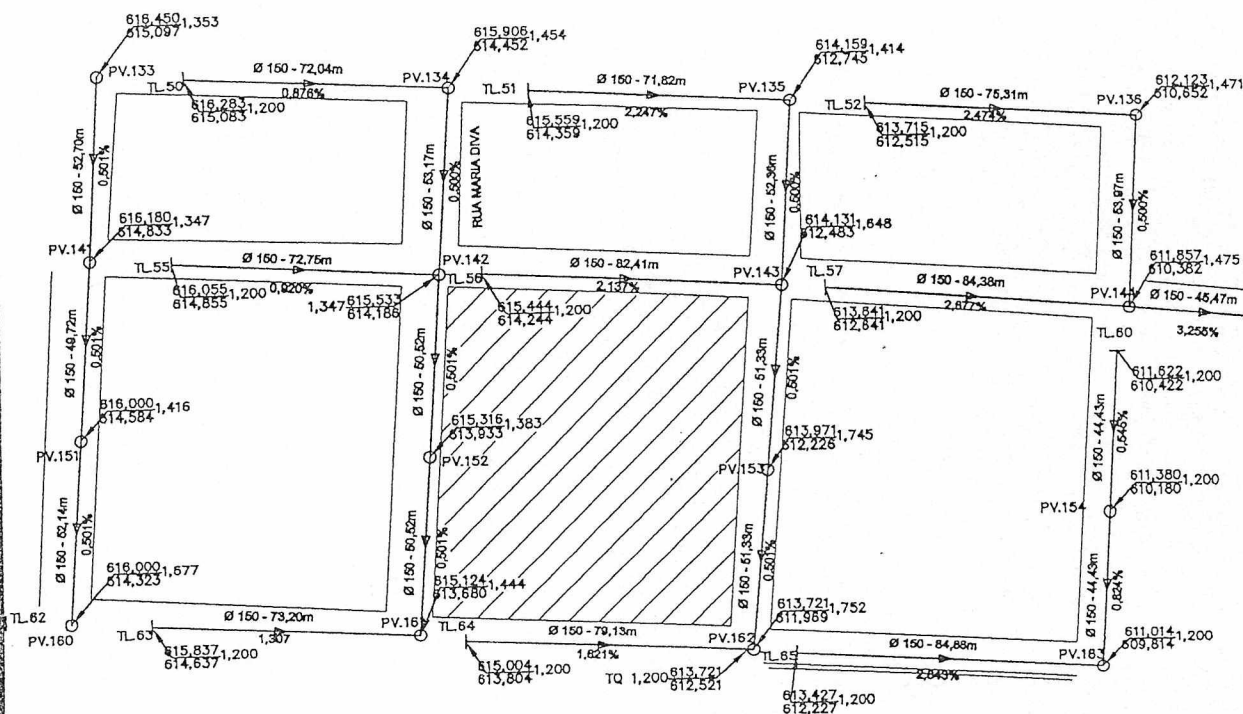 616,450 1,353
615,097
615,906 1,454
614,452
614,159 1,414
612,745
612,123 1,471
610,652
PV.133
TL.50
Ø 150 - 72,04m
0,876%
PV.134
TL.51
Ø 150 - 71,82m
2,247%
PV.135
TL.52
Ø 150 - 75,31m
2,474%
PV.136
616,283 1,200
615,083
615,559 1,200
614,359
613,715 1,200
612,515
Ø 150 - 52,70m
0,501%
Ø 150 - 53,17m
0,500%
RUA MARIA DIVA
Ø 150 - 52,36m
0,500%
Ø 150 - 53,97m
0,500%
616,180 1,347
614,833
614,131 1,648
612,483
611,857 1,475
610,382
PV.141
TL.55
Ø 150 - 72,75m
0,920%
PV.142
TL.56
Ø 150 - 82,41m
2,137%
PV.143
TL.57
Ø 150 - 84,38m
2,677%
PV.144
Ø 150 - 45,47m
3,255%
616,055 1,200
614,855
1,347 615,533
614,186
615,444 1,200
614,244
613,841 1,200
612,641
TL.60
611,622 1,200
610,422
Ø 150 - 49,72m
0,501%
Ø 150 - 50,52m
0,501%
Ø 150 - 51,33m
0,501%
Ø 150 - 44,43m
0,545%
616,000 1,416
614,584
PV.151
615,316 1,383
613,933
PV.152
613,971 1,745
612,226
PV.153
611,380 1,200
610,180
PV.154
Ø 150 - 52,14m
0,501%
Ø 150 - 50,52m
0,501%
Ø 150 - 51,33m
0,501%
Ø 150 - 44,43m
0,824%
616,000 1,677
614,323
615,124 1,444
613,680
613,721 1,752
611,969
611,014 1,200
609,814
TL.62
PV.160
TL.63
Ø 150 - 73,20m
1,307
PV.161
TL.64
Ø 150 - 79,13m
1,621%
PV.162
TL.65
Ø 150 - 84,88m
PV.163
615,837 1,200
614,637
615,004 1,200
613,804
TQ 1,200 613,721
612,521
613,427 1,200
612,227